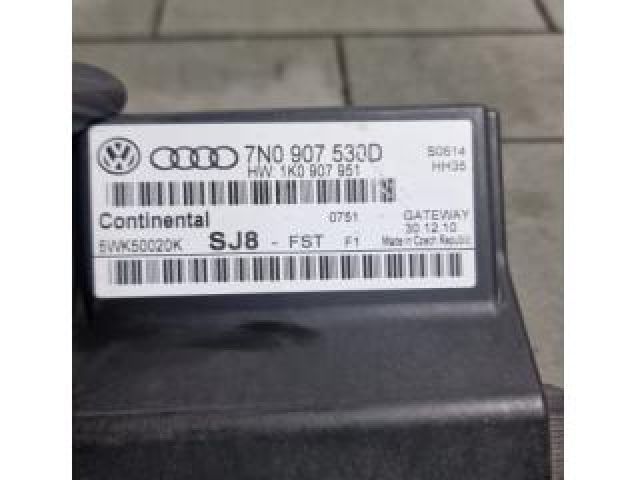 7N0 907 530D S0614
HW: 1K0 907 951 HH35
Continental 0751 GATEWAY
5WK50020K SJ8 - FST F1 30.12.10
Made in Czech Republic